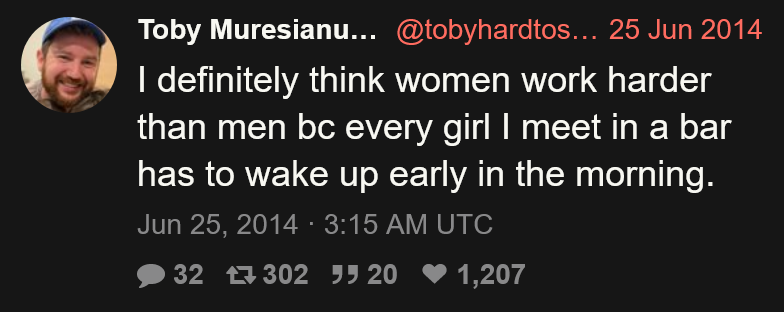 Toby Muresianu... @tobyhardtos... 25 Jun 2014
I definitely think women work harder
than men bc every girl I meet in a bar
has to wake up early in the morning.
Jun 25, 2014 · 3:15 AM UTC
32 302 20 1,207